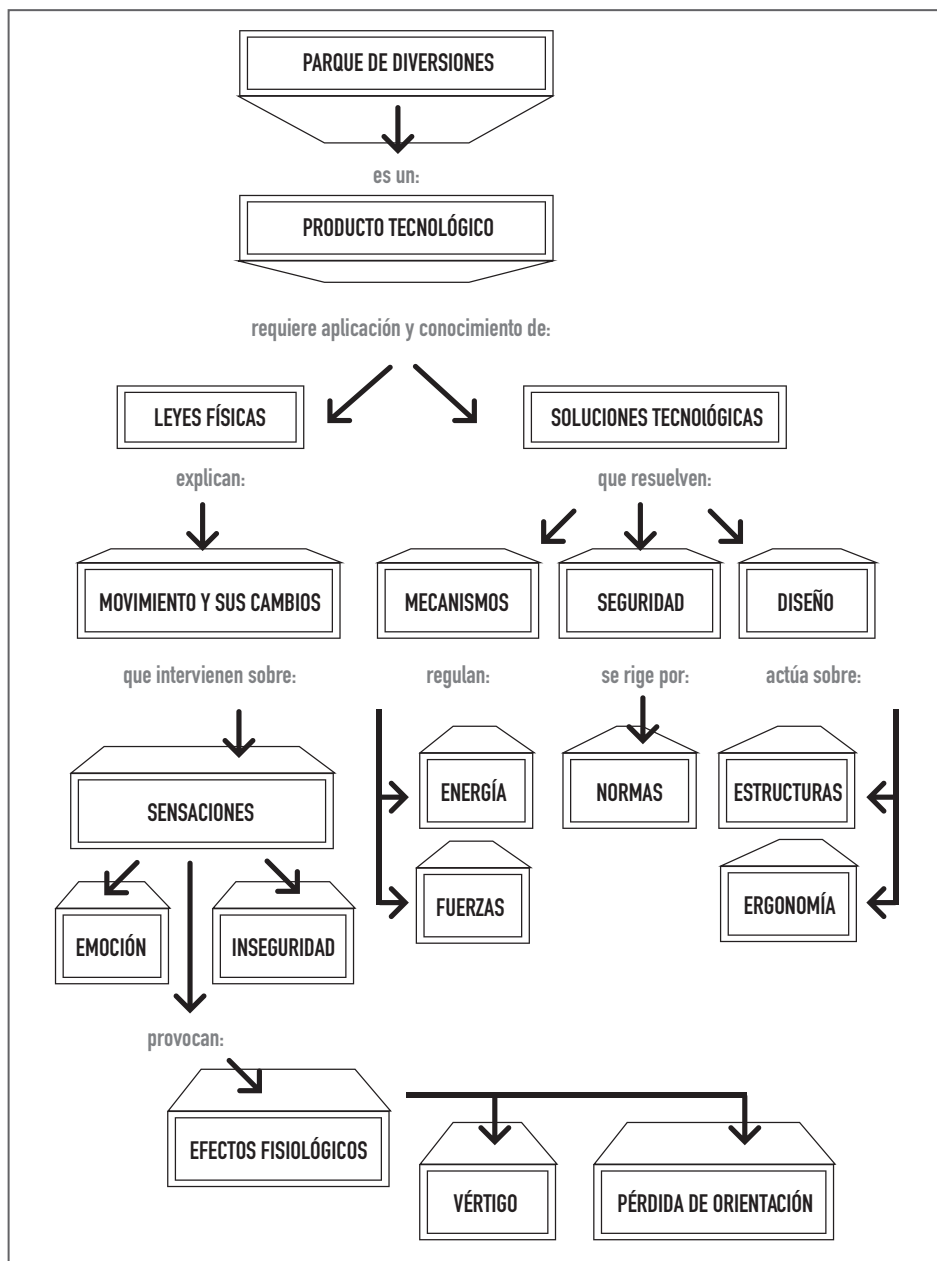 PARQUE DE DIVERSIONES
es un:
PRODUCTO TECNOLÓGICO
requiere aplicación y conocimiento de:
LEYES FÍSICAS
SOLUCIONES TECNOLÓGICAS
explican:
que resuelven:
MOVIMIENTO Y SUS CAMBIOS
MECANISMOS
SEGURIDAD
DISEÑO
que intervienen sobre:
regulan:
se rige por:
actúa sobre:
SENSACIONES
ENERGÍA
NORMAS
ESTRUCTURAS
FUERZAS
ERGONOMÍA
EMOCIÓN
INSEGURIDAD
provocan:
EFECTOS FISIOLÓGICOS
VÉRTIGO
PÉRDIDA DE ORIENTACIÓN